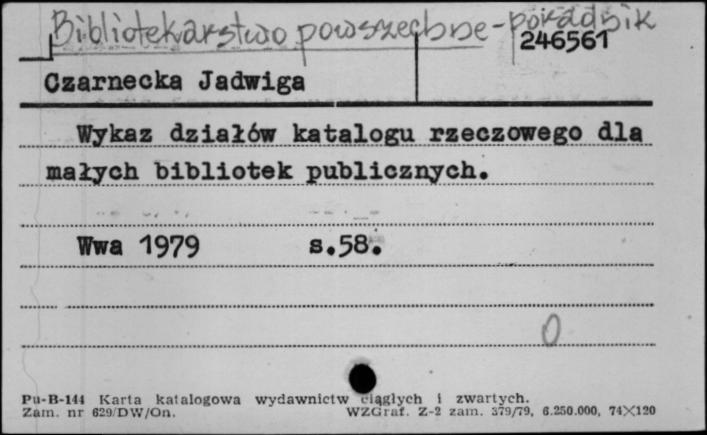 Bibliotekarstwo powszechne - poradnik
246561
Czarnecka Jadwiga
Wykaz działów katalogu rzeczowego dla
małych bibliotek publicznych.
Wwa 1979 s.58.
0
Pu-B-144 Karta katalogowa wydawnictw ciągłych i zwartych.
Zam. nr 629/DW/On. WZGraf. Z-2 zam. 379/79, 6.250.000, 74×120